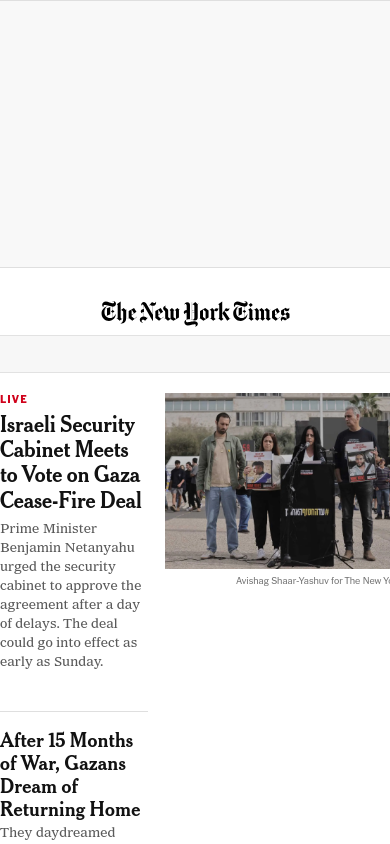 The New York Times
LIVE
Israeli Security
Cabinet Meets
to Vote on Gaza
Cease-Fire Deal
Prime Minister
Benjamin Netanyahu
urged the security
cabinet to approve the
agreement after a day
of delays. The deal
could go into effect as
early as Sunday.
Avishag Shaar-Yashuv for The New Yo
After 15 Months
of War, Gazans
Dream of
Returning Home
They daydreamed